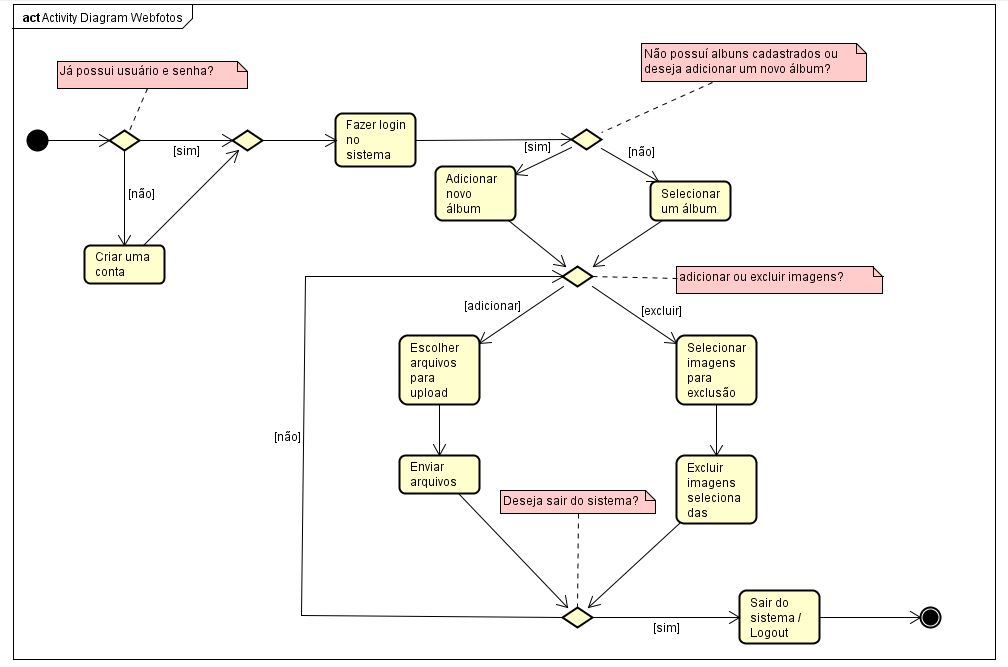 act Activity Diagram Webfotos
Já possui usuário e senha?
Não possuí albuns cadastrados ou
deseja adicionar um novo álbum?
[sim]
[não]
Criar uma
conta
Fazer login
no
sistema
[sim]
[não]
Adicionar
novo
álbum
Selecionar
um álbum
adicionar ou excluir imagens?
[adicionar]
[excluir]
Escolher
arquivos
para
upload
Selecionar
imagens
para
exclusão
[não]
Enviar
arquivos
Excluir
imagens
seleciona
das
Deseja sair do sistema?
[sim]
Sair do
sistema /
Logout